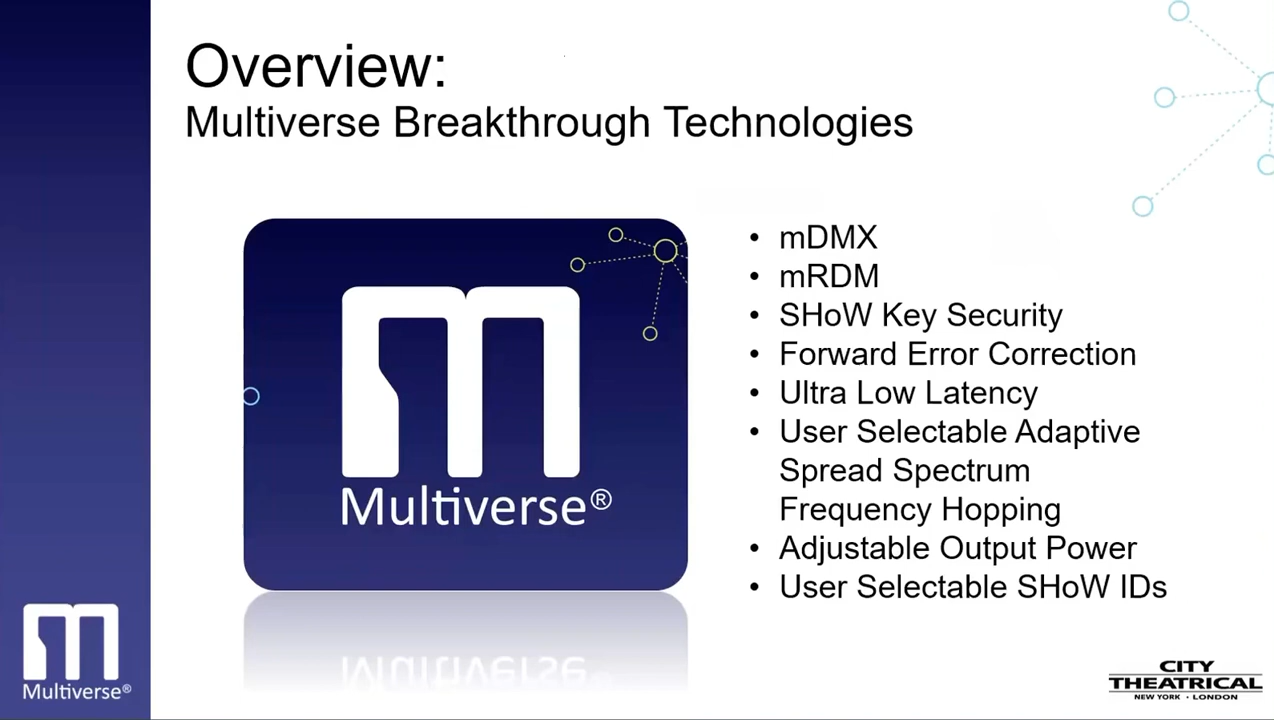 Overview:
Multiverse Breakthrough Technologies
Multiverse®
• mDMX
• mRDM
• SHoW Key Security
• Forward Error Correction
• Ultra Low Latency
• User Selectable Adaptive
Spread Spectrum
Frequency Hopping
• Adjustable Output Power
• User Selectable SHoW IDs
Multiverse®
CITY
THEATRICAL
NEW YORK • LONDON